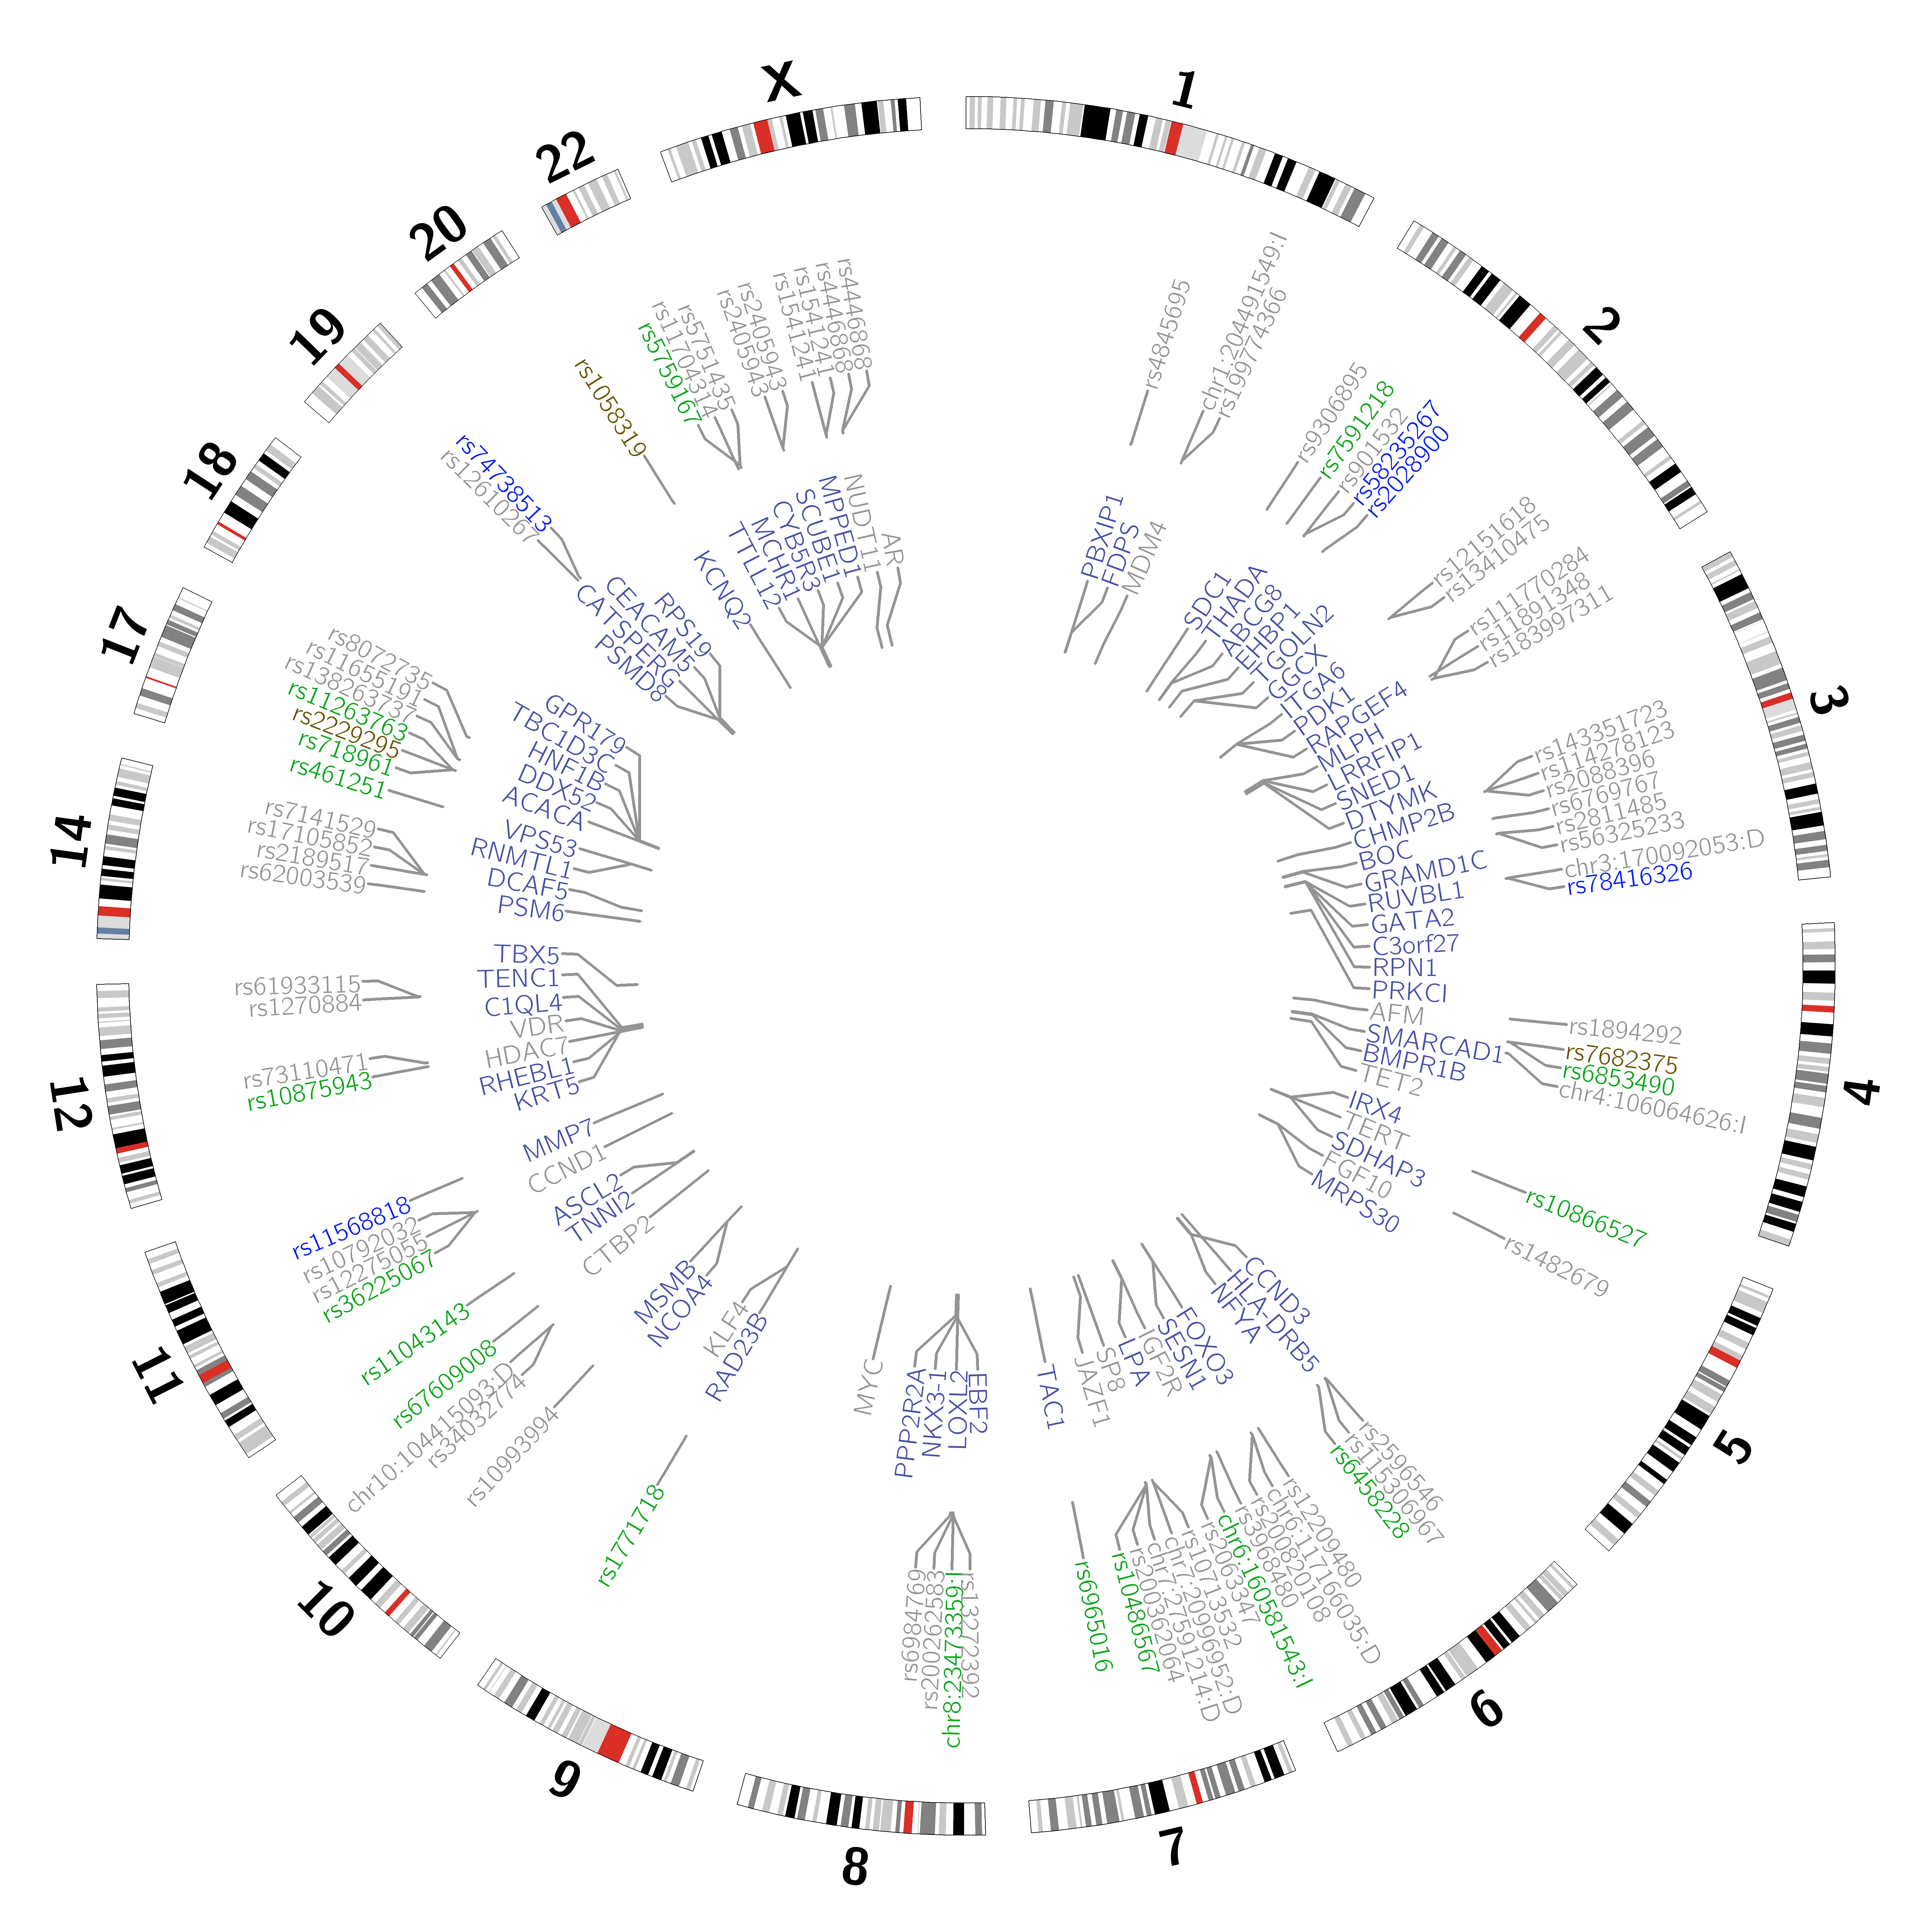 1
2
3
4
5
6
7
8
9
10
11
12
14
17
18
19
20
22
X
rs4845695
chr1:204491549:I
rs199774366
rs9306895
rs7591218
rs901532
rs58235267
rs2028900
rs12151618
rs13410475
rs111770284
rs11891348
rs183997311
rs143351723
rs114278123
rs2088396
rs6769767
rs2811485
rs56325233
chr3:170092053:D
rs78416326
rs1894292
rs7682375
rs6853490
chr4:106064626:I
rs10866527
rs1482679
rs2596546
rs115306967
rs6458228
rs2209480
chr6:117166035:D
rs200820108
rs3968480
chr6:160581543:I
rs2063347
rs10713532
chr7:20996952:D
chr7:27591214:D
rs200362064
rs10486567
rs6965016
rs13272392
chr8:23473359:I
rs200262583
rs6984769
rs1771718
rs10993994
rs34032774
chr10:104415093:D
rs7609008
rs11043143
rs36225067
rs12275055
rs10792032
rs11568818
rs10875943
rs73110471
rs1270884
rs61933115
rs62003539
rs2189517
rs17105852
rs7141529
rs461251
rs718961
rs2229295
rs11263763
rs138263737
rs11655191
rs8072735
rs12610267
rs74738513
rs1058319
rs5759167
rs11704314
rs5751435
rs2405943
rs2405943
rs1541241
rs1541241
rs4446868
rs4446868
PBXIP1
FDPS
MDM4
SDC1
THADA
ABCG8
EHBP1
TGOLN2
GGCX
ITGA6
PDK1
RAPGEF4
MLPH
LRRFIP1
SNED1
DTYMK
CHMP2B
BOC
GRAMD1C
RUVBL1
GATA2
C3orf27
RPN1
PRKCI
AFM
SMARCAD1
BMPR1B
TET2
IRX4
TERT
SDHAP3
FGF10
MRPS30
CCND3
HLA-DRB5
NFYA
FOXO3
SESN1
IGF2R
LPA
SP8
JAZF1
TAC1
EBF2
LOXL2
NKX3-1
PPP2R2A
MYC
RAD23B
KLF4
NCOA4
MSMB
CTBP2
TNNI2
ASCL2
CCND1
MMP7
KRT5
RHEBL1
HDAC7
VDR
C1QL4
TENC1
TBX5
PSM6
DCAF5
RNMTL1
VPS53
ACACA
DDX52
HNF1B
TBC1D3C
GPR179
PSMD8
CATSPERG
CEACAM5
RPS19
KCNQ2
TTLL12
MCHR1
CYB5R3
SCUBE1
MPPED1
NUDT11
AR